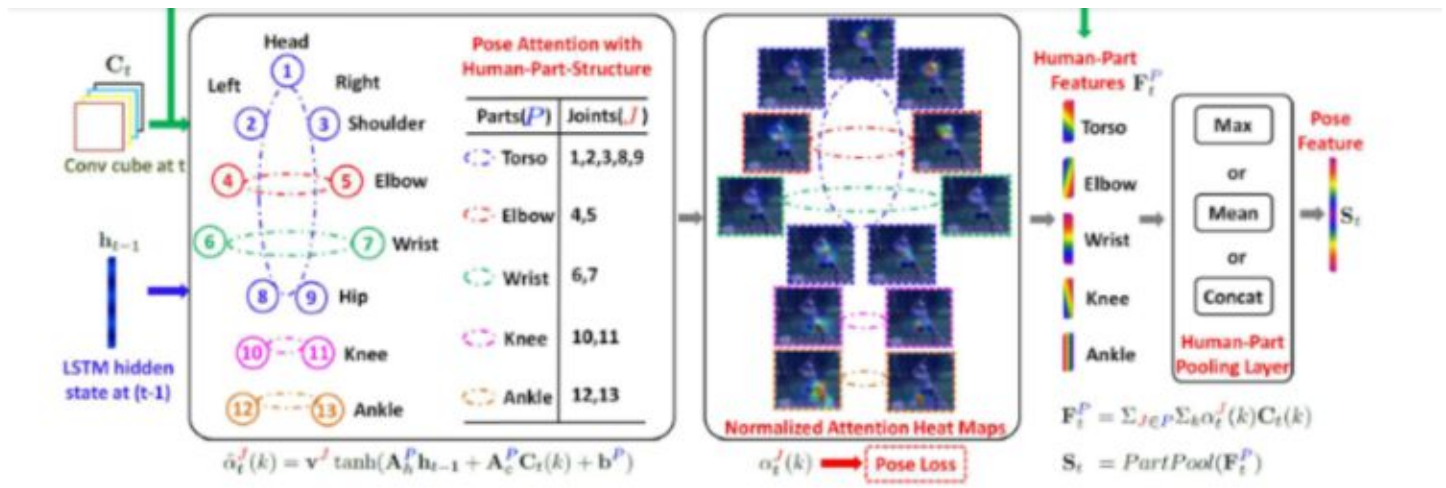 C_t
Conv cube at t
h_{t-1}
LSTM hidden
state at (t-1)
Head
Left
Right
1
2
3
Shoulder
4
5
Elbow
6
7
Wrist
8
9
Hip
10
11
Knee
12
13
Ankle
Pose Attention with
Human-Part-Structure
Parts(P) Joints(J)
Torso 1,2,3,8,9
Elbow 4,5
Wrist 6,7
Knee 10,11
Ankle 12,13
α̃_t^J(k) = v^J tanh(A_h^P h_{t-1} + A_c^P C_t(k) + b^P)
Normalized Attention Heat Maps
α_t^J(k)
Pose Loss
Human-Part
Features F_t^P
Torso
Elbow
Wrist
Knee
Ankle
Max
or
Mean
or
Concat
Human-Part
Pooling Layer
Pose
Feature
S_t
F_t^P = Σ_{J∈P} Σ_k α_t^J(k) C_t(k)
S_t = PartPool(F_t^P)